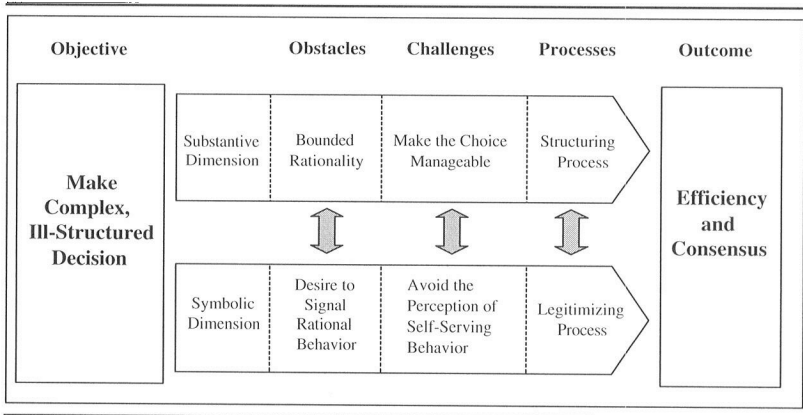 Objective
Obstacles
Challenges
Processes
Outcome
Make
Complex,
Ill-Structured
Decision
Substantive
Dimension
Bounded
Rationality
Make the Choice
Manageable
Structuring
Process
Symbolic
Dimension
Desire to
Signal
Rational
Behavior
Avoid the
Perception of
Self-Serving
Behavior
Legitimizing
Process
Efficiency
and
Consensus